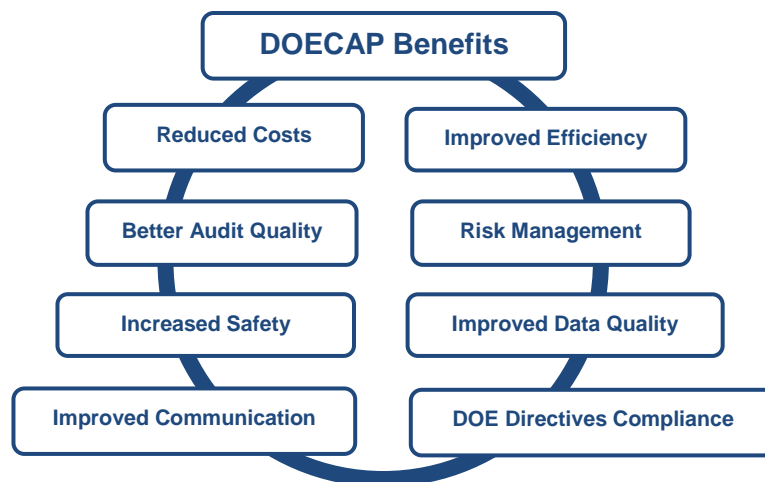 DOECAP Benefits
Reduced Costs
Improved Efficiency
Better Audit Quality
Risk Management
Increased Safety
Improved Data Quality
Improved Communication
DOE Directives Compliance